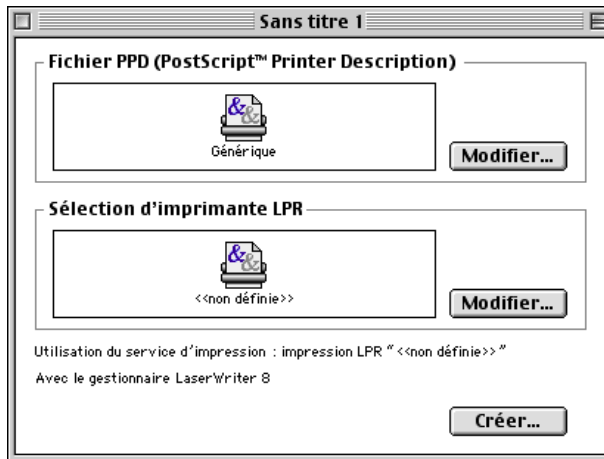 Sans titre 1
Fichier PPD (PostScript™ Printer Description)
Générique
Modifier...
Sélection d'imprimante LPR
<<non définie>>
Modifier...
Utilisation du service d'impression : impression LPR “<<non définie>>”
Avec le gestionnaire LaserWriter 8
Créer...